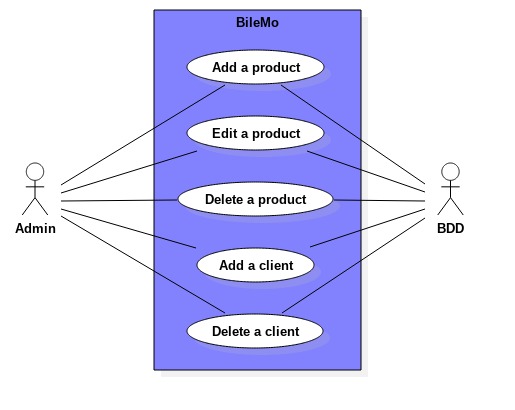 BileMo
Add a product
Edit a product
Delete a product
Add a client
Delete a client
Admin
BDD